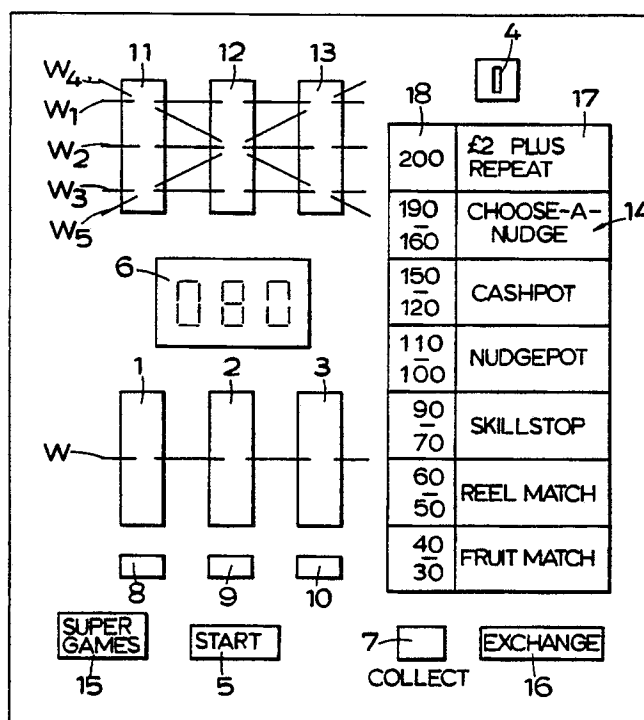 11 12 13 4
W4
W1
W2
W3
W5
18 17
200 £2 PLUS REPEAT
190 – 160 CHOOSE-A-NUDGE 14
150 – 120 CASHPOT
110 – 100 NUDGEPOT
90 – 70 SKILLSTOP
60 – 50 REEL MATCH
40 – 30 FRUIT MATCH
6 080
1 2 3
W
8 9 10
SUPER GAMES
15
START
5
7
COLLECT
EXCHANGE
16